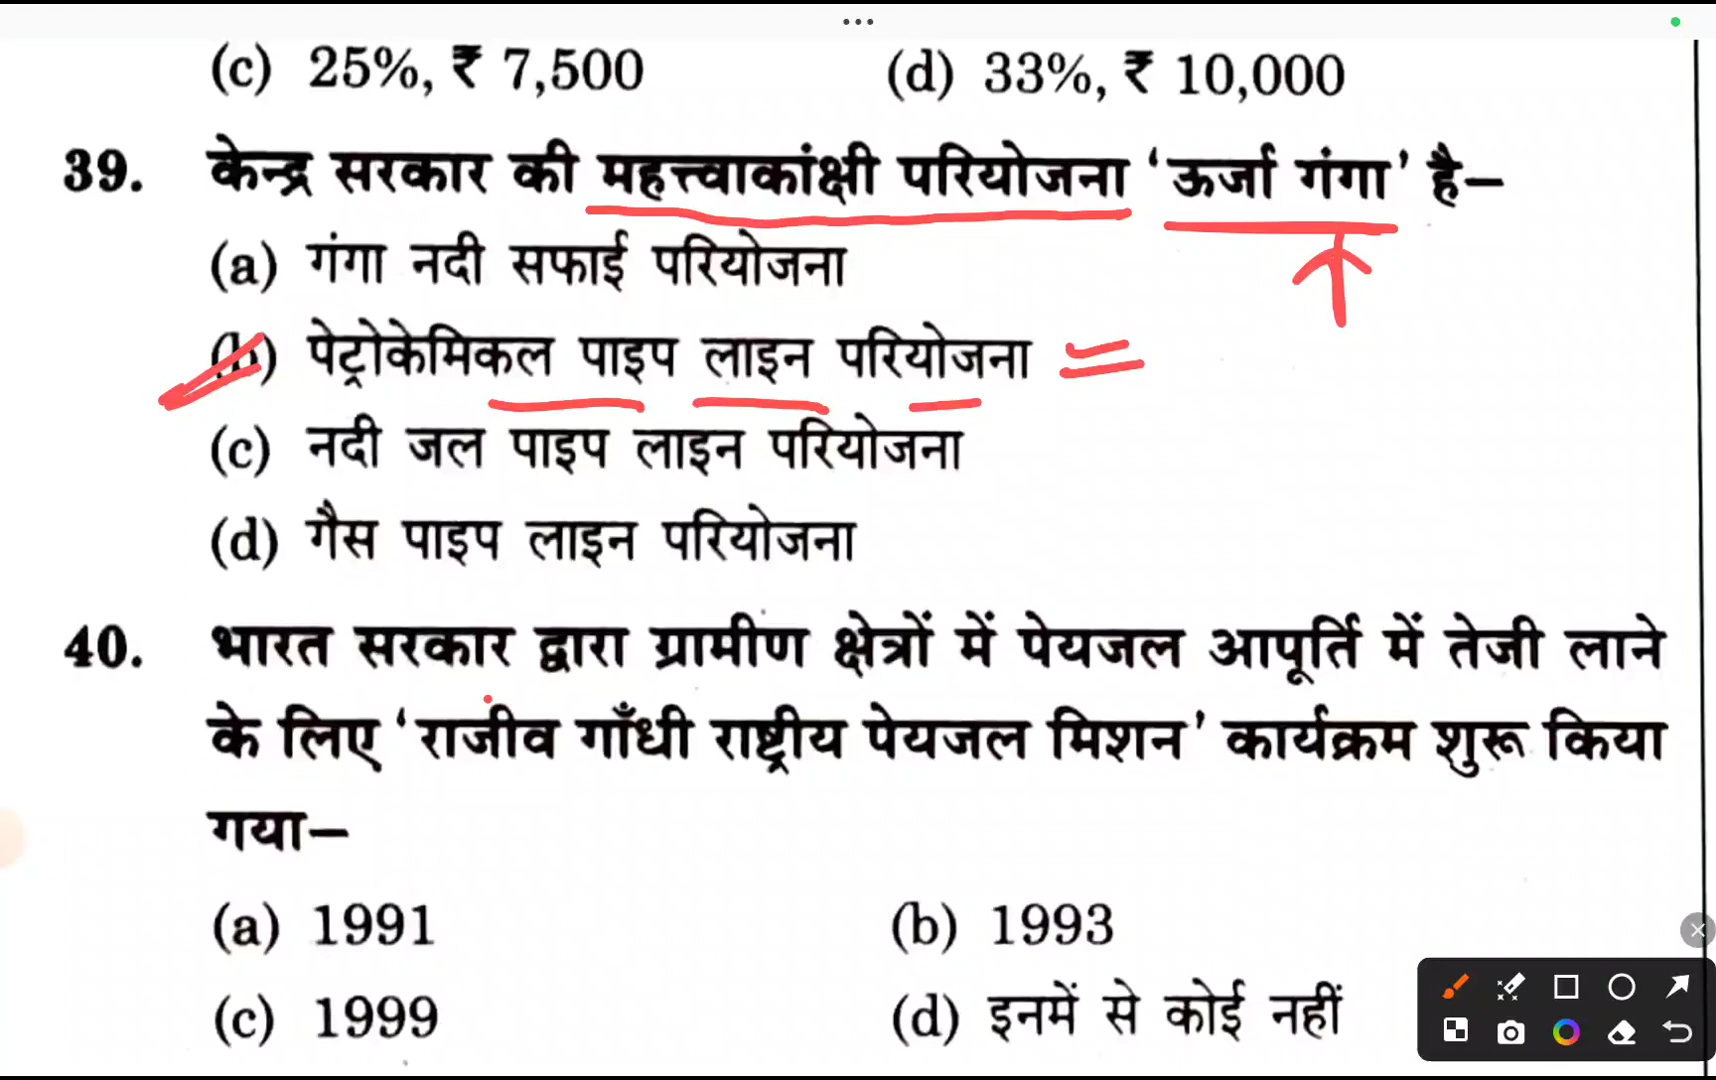 (c) 25%, ₹ 7,500 (d) 33%, ₹ 10,000
39. केन्द्र सरकार की महत्त्वाकांक्षी परियोजना ‘ऊर्जा गंगा’ है–
(a) गंगा नदी सफाई परियोजना
(b) पेट्रोकेमिकल पाइप लाइन परियोजना
(c) नदी जल पाइप लाइन परियोजना
(d) गैस पाइप लाइन परियोजना
40. भारत सरकार द्वारा ग्रामीण क्षेत्रों में पेयजल आपूर्ति में तेजी लाने
के लिए ‘राजीव गाँधी राष्ट्रीय पेयजल मिशन’ कार्यक्रम शुरू किया
गया–
(a) 1991 (b) 1993
(c) 1999 (d) इनमें से कोई नहीं